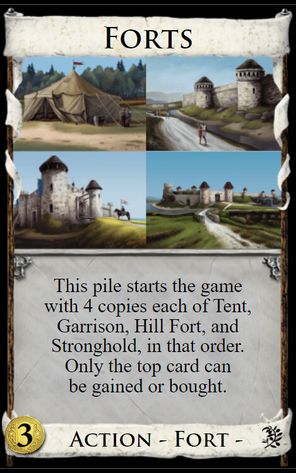 FORTS
This pile starts the game
with 4 copies each of Tent,
Garrison, Hill Fort, and
Stronghold, in that order.
Only the top card can
be gained or bought.
3
ACTION - FORT -